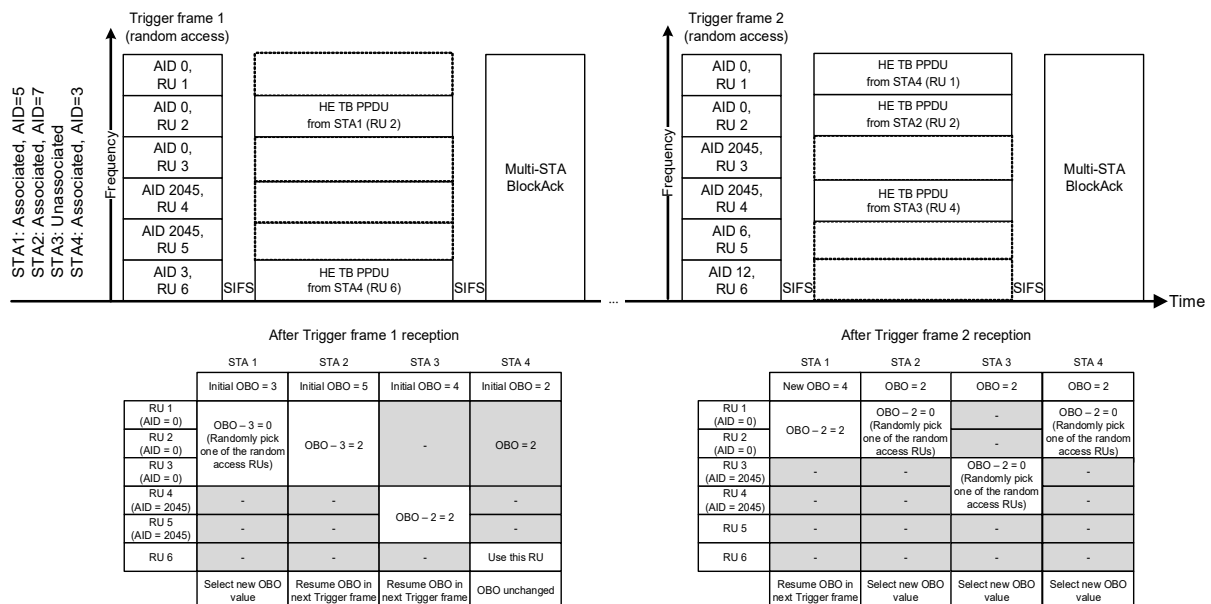 Trigger frame 1
(random access)
Frequency
STA1: Associated, AID=5
STA2: Associated, AID=7
STA3: Unassociated
STA4: Associated, AID=3
AID 0,
RU 1
AID 0,
RU 2
AID 0,
RU 3
AID 2045,
RU 4
AID 2045,
RU 5
AID 3,
RU 6
SIFS
HE TB PPDU
from STA1 (RU 2)
HE TB PPDU
from STA4 (RU 6)
SIFS
Multi-STA
BlockAck
...
Trigger frame 2
(random access)
Frequency
AID 0,
RU 1
AID 0,
RU 2
AID 2045,
RU 3
AID 2045,
RU 4
AID 6,
RU 5
AID 12,
RU 6
SIFS
HE TB PPDU
from STA4 (RU 1)
HE TB PPDU
from STA2 (RU 2)
HE TB PPDU
from STA3 (RU 4)
SIFS
Multi-STA
BlockAck
Time
After Trigger frame 1 reception
STA 1 STA 2 STA 3 STA 4
Initial OBO = 3 Initial OBO = 5 Initial OBO = 4 Initial OBO = 2
RU 1
(AID = 0)
RU 2
(AID = 0)
RU 3
(AID = 0)
OBO – 3 = 0
(Randomly pick
one of the random
access RUs)
OBO – 3 = 2
-
OBO = 2
RU 4
(AID = 2045)
- - -
RU 5
(AID = 2045)
- - -
OBO – 2 = 2
RU 6 - - - Use this RU
Select new OBO
value
Resume OBO in
next Trigger frame
Resume OBO in
next Trigger frame
OBO unchanged
After Trigger frame 2 reception
STA 1 STA 2 STA 3 STA 4
New OBO = 4 OBO = 2 OBO = 2 OBO = 2
RU 1
(AID = 0)
RU 2
(AID = 0)
OBO – 2 = 2
OBO – 2 = 0
(Randomly pick
one of the random
access RUs)
-
-
OBO – 2 = 0
(Randomly pick
one of the random
access RUs)
RU 3
(AID = 2045)
- - -
RU 4
(AID = 2045)
- - -
OBO – 2 = 0
(Randomly pick
one of the random
access RUs)
RU 5 - - - -
RU 6 - - - -
Resume OBO in
next Trigger frame
Select new OBO
value
Select new OBO
value
Select new OBO
value